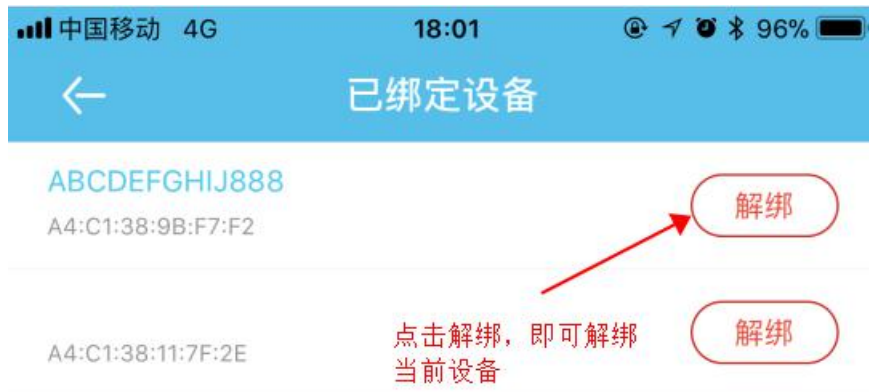 中国移动 4G 18:01 96%
已绑定设备
ABCDEFGHIJ888
A4:C1:38:9B:F7:F2
解绑
点击解绑，即可解绑
当前设备
A4:C1:38:11:7F:2E
解绑